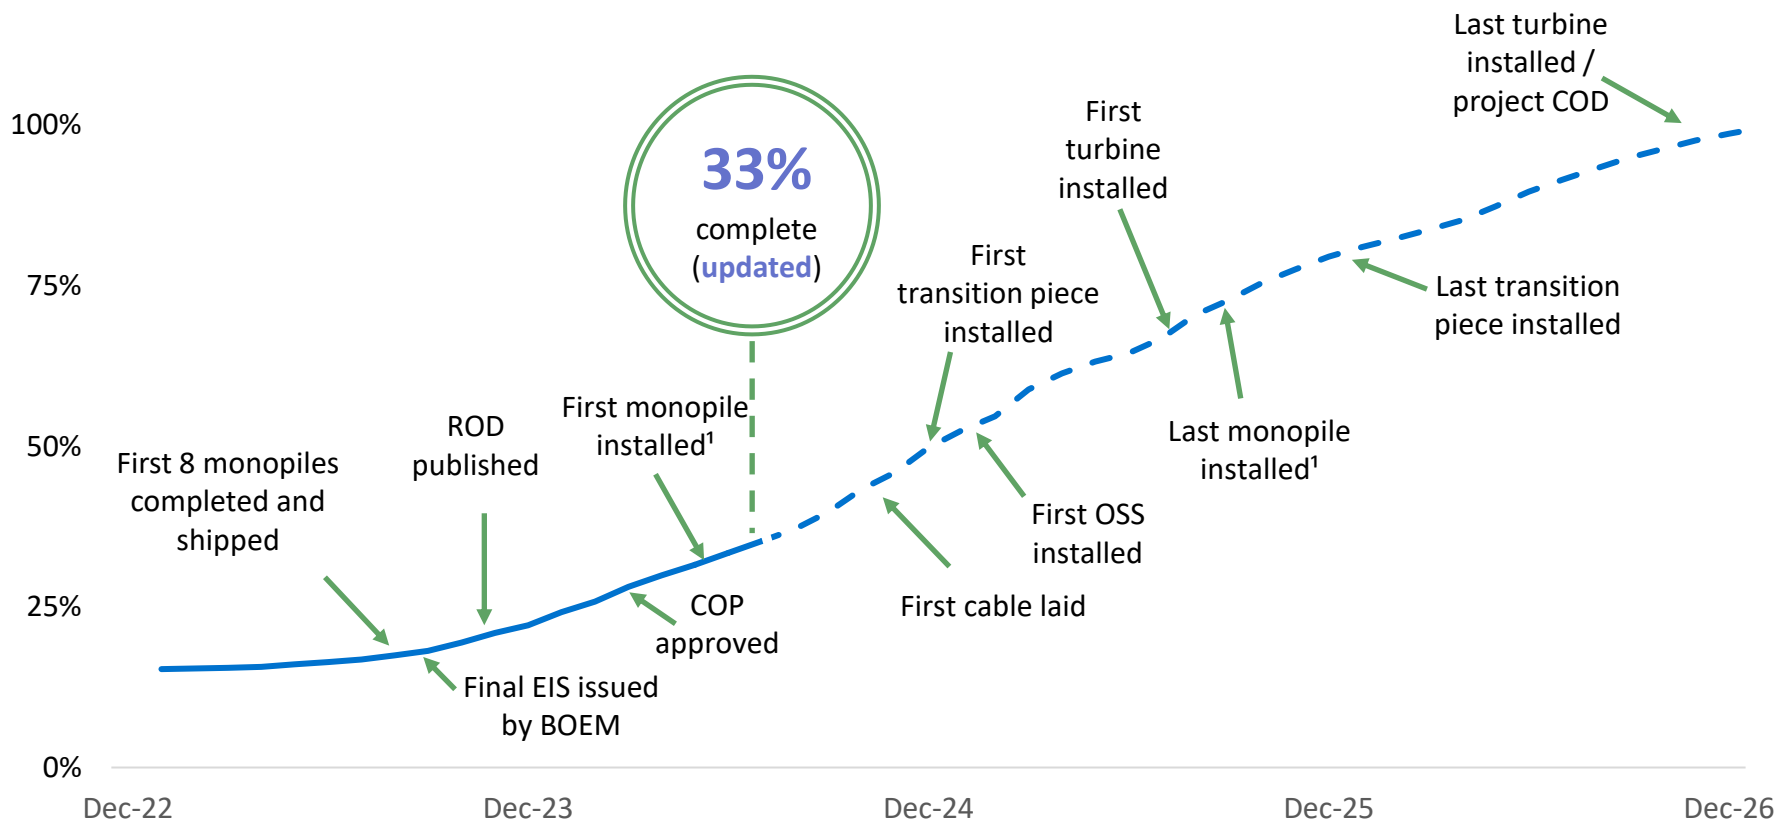 Last turbine
installed /
project COD
First
turbine
installed
100%
33%
complete
(updated)
First
transition piece
installed
75%
Last transition
piece installed
First monopile
installed¹
ROD
published
Last monopile
installed¹
50%
First 8 monopiles
completed and
shipped
First OSS
installed
First cable laid
25%
COP
approved
Final EIS issued
by BOEM
0%
Dec-22
Dec-23
Dec-24
Dec-25
Dec-26